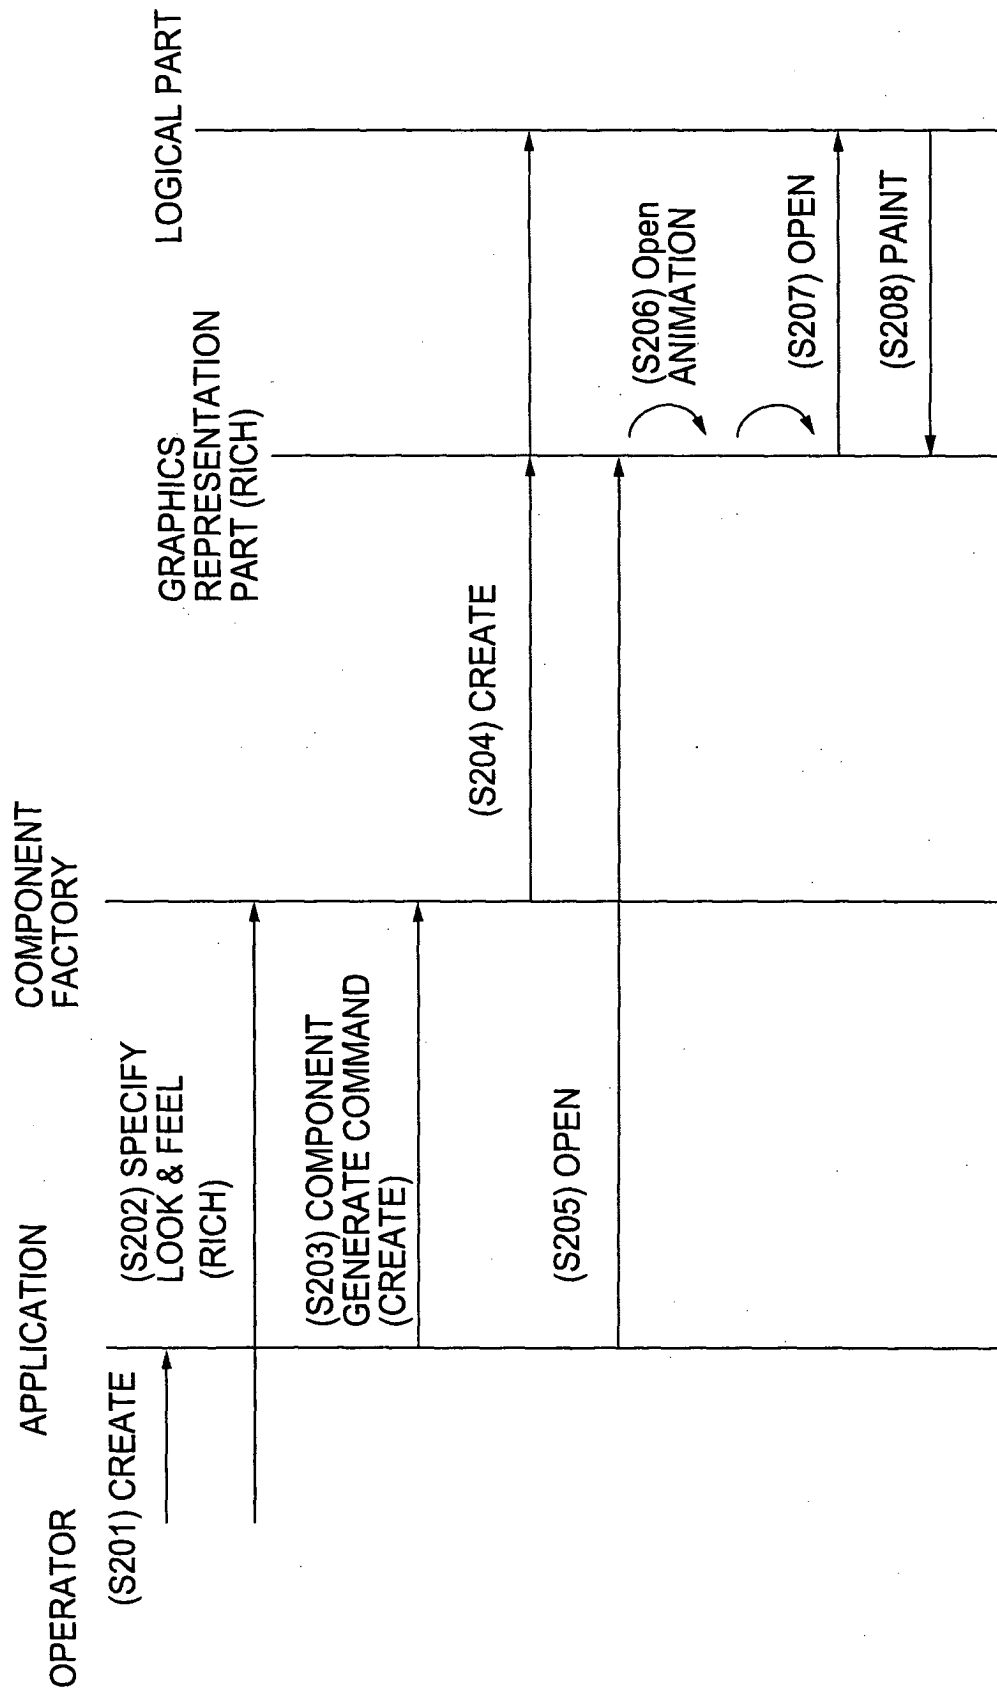 OPERATOR
APPLICATION
COMPONENT
FACTORY
GRAPHICS
REPRESENTATION
PART (RICH)
LOGICAL PART
(S201) CREATE
(S202) SPECIFY
LOOK & FEEL
(RICH)
(S203) COMPONENT
GENERATE COMMAND
(CREATE)
(S204) CREATE
(S205) OPEN
(S206) Open
ANIMATION
(S207) OPEN
(S208) PAINT